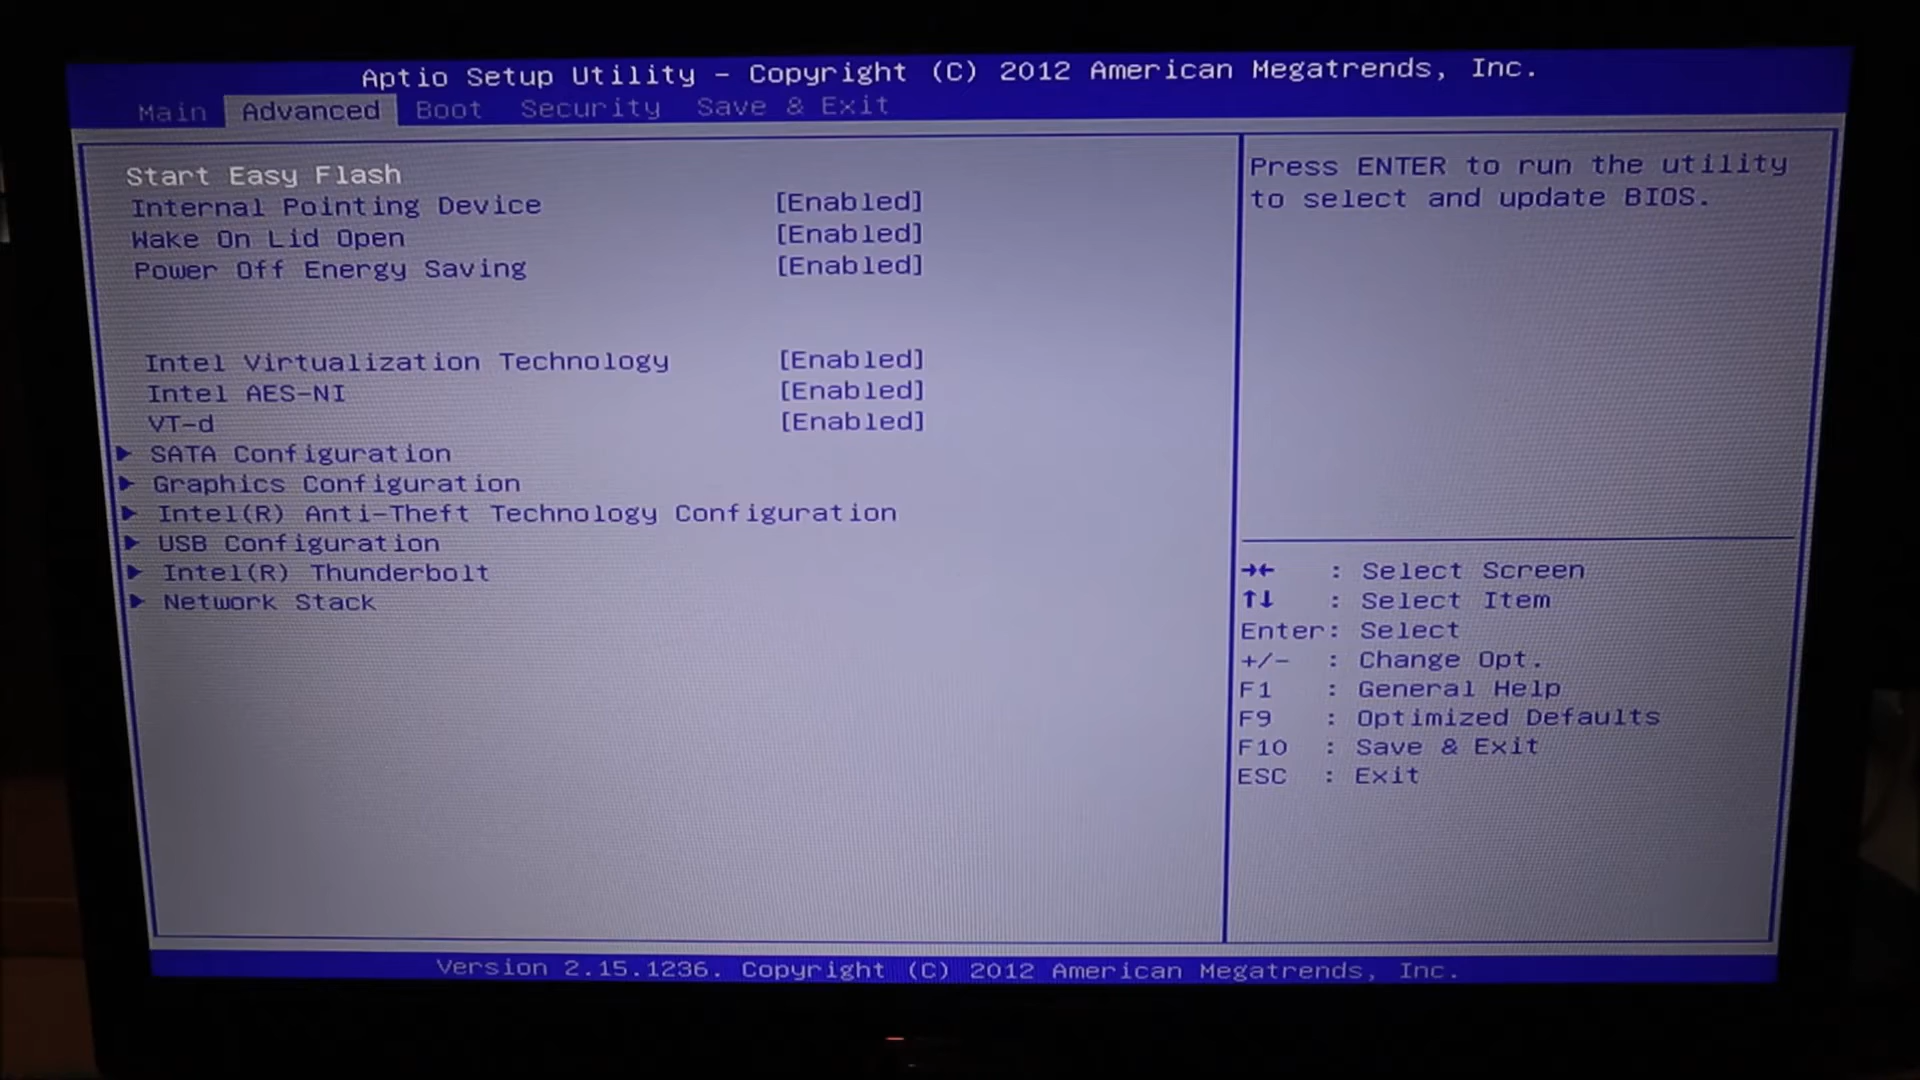 Aptio Setup Utility - Copyright (C) 2012 American Megatrends, Inc.
Main Advanced Boot Security Save & Exit
Start Easy Flash
Internal Pointing Device [Enabled]
Wake On Lid Open [Enabled]
Power Off Energy Saving [Enabled]
Intel Virtualization Technology [Enabled]
Intel AES-NI [Enabled]
VT-d [Enabled]
SATA Configuration
Graphics Configuration
Intel(R) Anti-Theft Technology Configuration
USB Configuration
Intel(R) Thunderbolt
Network Stack
Press ENTER to run the utility
to select and update BIOS.
→← : Select Screen
↑↓ : Select Item
Enter: Select
+/- : Change Opt.
F1 : General Help
F9 : Optimized Defaults
F10 : Save & Exit
ESC : Exit
Version 2.15.1236. Copyright (C) 2012 American Megatrends, Inc.